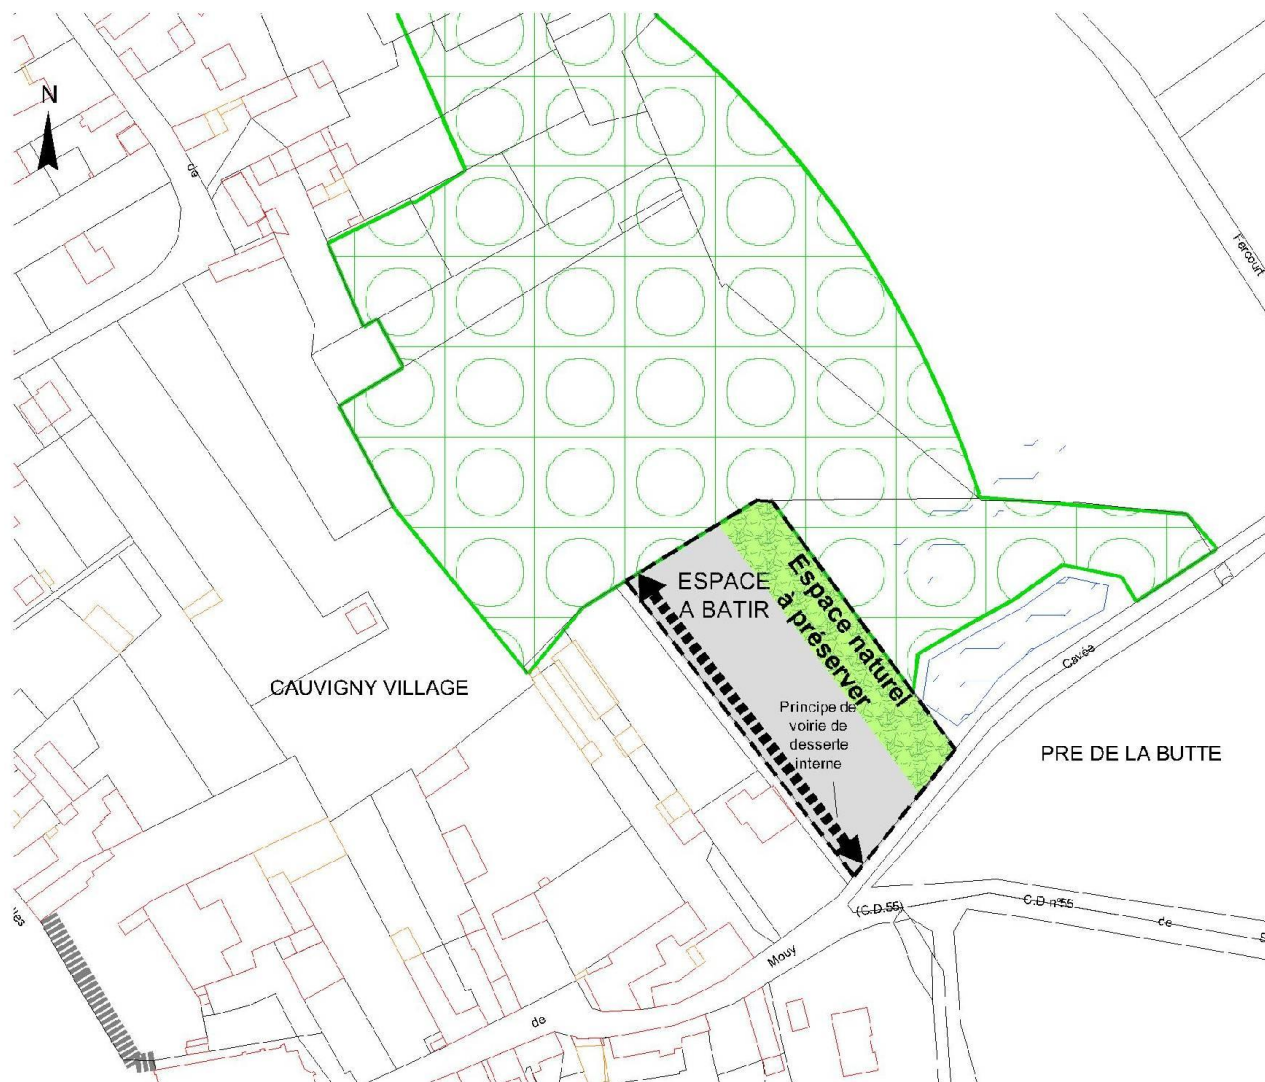 N
de
Fercourt
ESPACE
A BATIR
Espace naturel
à préserver
Cavée
CAUVIGNY VILLAGE
Principe de
voirie de
desserte
interne
PRE DE LA BUTTE
(C.D.55)
C.D n°55
de
Mouy
de